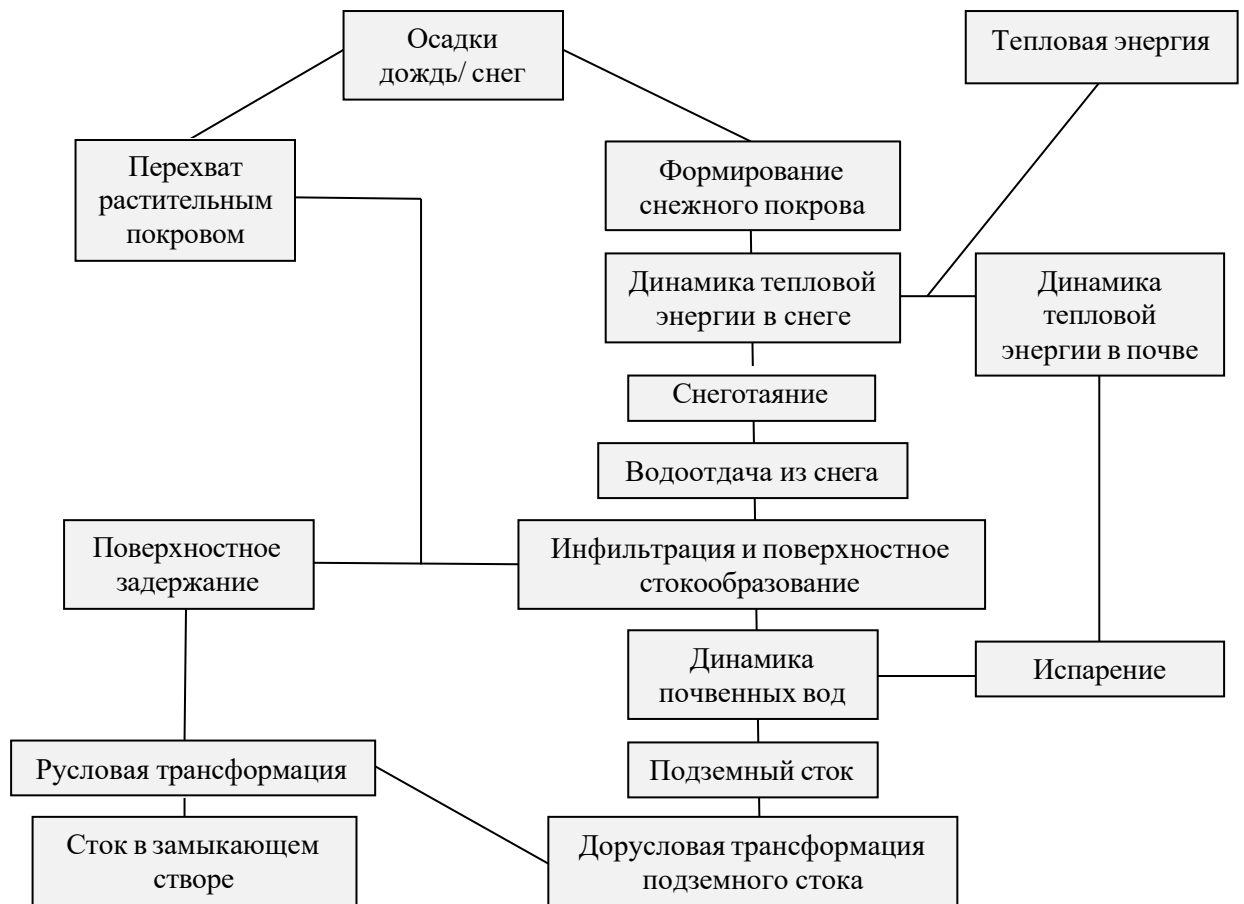 Осадки
дождь/ снег
Тепловая энергия
Перехват
растительным
покровом
Формирование
снежного покрова
Динамика тепловой
энергии в снеге
Динамика
тепловой
энергии в почве
Снеготаяние
Водоотдача из снега
Поверхностное
задержание
Инфильтрация и поверхностное
стокообразование
Динамика
почвенных вод
Испарение
Русловая трансформация
Подземный сток
Сток в замыкающем
створе
Дорусловая трансформация
подземного стока